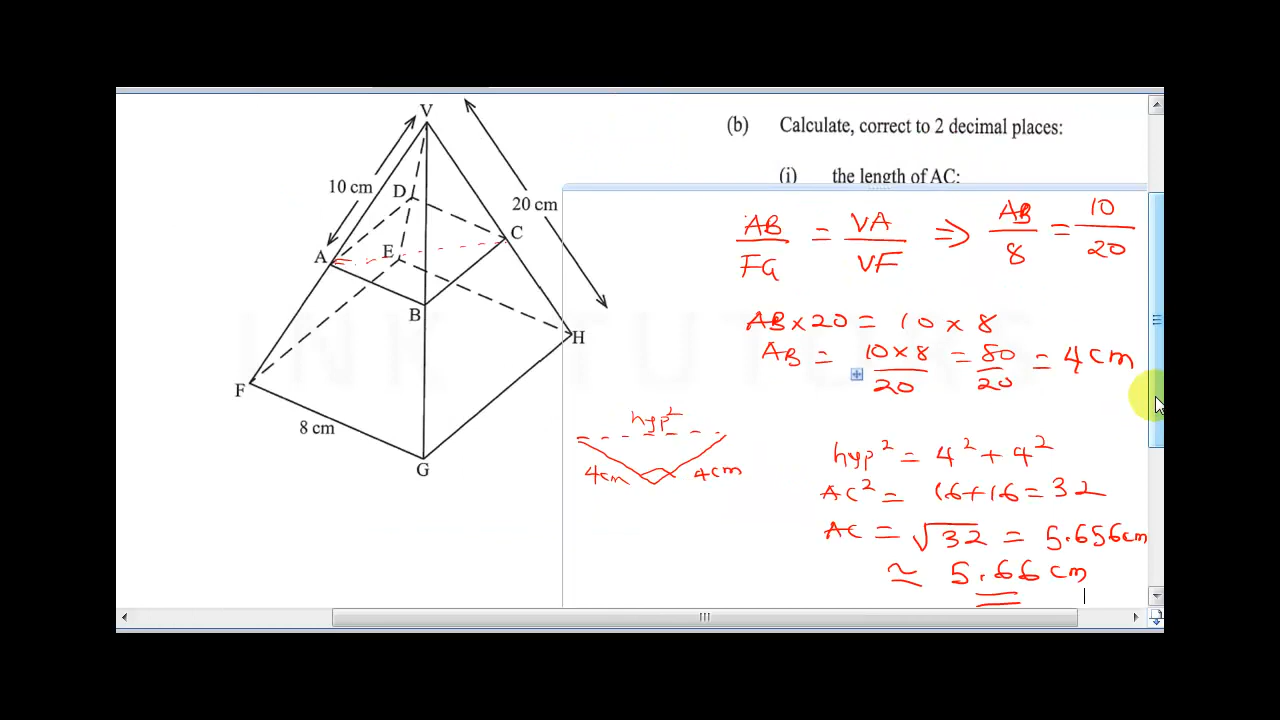 V
10 cm
D
20 cm
C
A
E
B
H
F
8 cm
G
(b) Calculate, correct to 2 decimal places:
(i) the length of AC:
AB/FG = VA/VF ⇒ AB/8 = 10/20
AB × 20 = 10 × 8
AB = 10×8/20 = 80/20 = 4cm
hyp²
4cm 4cm
hyp² = 4² + 4²
AC² = 16+16 = 32
AC = √32 = 5.656cm
≈ 5.66 cm
INK TUTORS